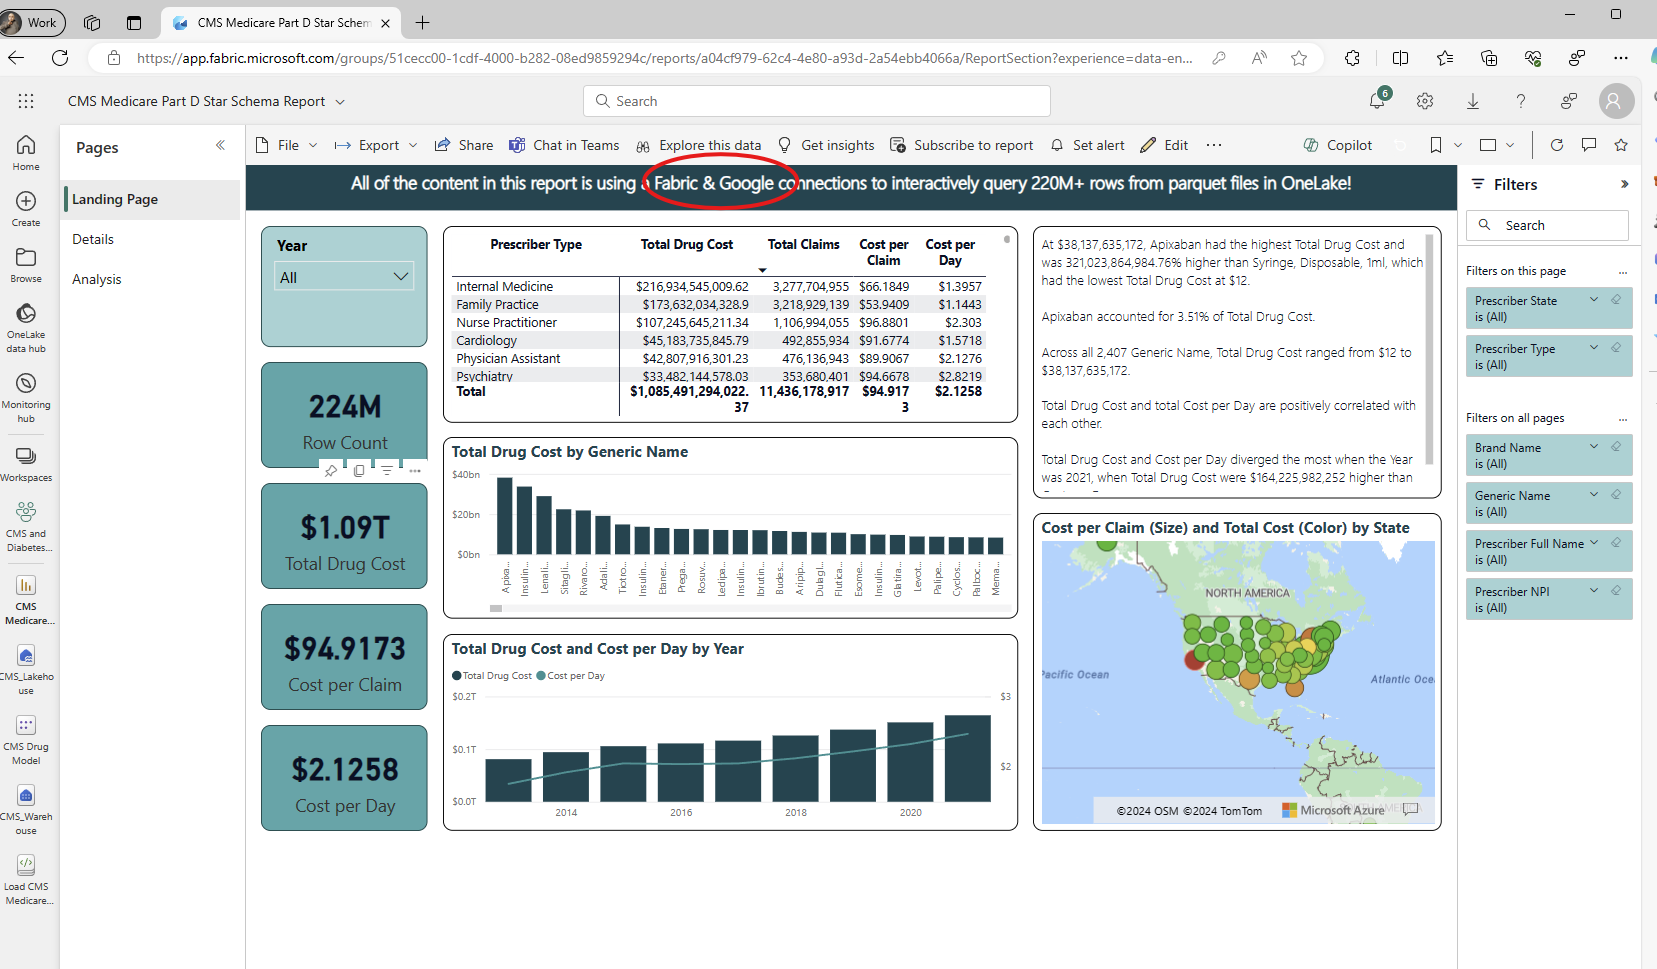 Work
CMS Medicare Part D Star Schem
https://app.fabric.microsoft.com/groups/51cecc00-1cdf-4000-b282-08ed9859294c/reports/a04cf979-62c4-4e80-a93d-2a54ebb4066a/ReportSection?experience=data-en...
CMS Medicare Part D Star Schema Report
Search
6
Home
Create
Browse
OneLake
data hub
Monitoring
hub
Workspaces
CMS and
Diabetes...
CMS
Medicare...
CMS_Lakeho
use
CMS Drug
Model
CMS_Wareh
ouse
Load CMS
Medicare...
Pages
Landing Page
Details
Analysis
File Export Share Chat in Teams Explore this data Get insights Subscribe to report Set alert Edit ... Copilot
All of the content in this report is using a Fabric & Google connections to interactively query 220M+ rows from parquet files in OneLake!
Year
All
224M
Row Count
$1.09T
Total Drug Cost
$94.9173
Cost per Claim
$2.1258
Cost per Day
Prescriber Type Total Drug Cost Total Claims Cost per Claim Cost per Day
Internal Medicine $216,934,545,009.62 3,277,704,955 $66.1849 $1.3957
Family Practice $173,632,034,328.9 3,218,929,139 $53.9409 $1.1443
Nurse Practitioner $107,245,645,211.34 1,106,994,055 $96.8801 $2.303
Cardiology $45,183,735,845.79 492,855,934 $91.6774 $1.5718
Physician Assistant $42,807,916,301.23 476,136,943 $89.9067 $2.1276
Psychiatry $33,482,144,578.03 353,680,401 $94.6678 $2.8219
Total $1,085,491,294,022.37 11,436,178,917 $94.9173 $2.1258
Total Drug Cost by Generic Name
$40bn
$20bn
$0bn
Apixa...
Insulin...
Lenali...
Sitagli...
Rivaro...
Adali...
Tiotro...
Insulin...
Etaner...
Prega...
Rosuv...
Ledipa...
Insulin...
Ibrutin...
Budes...
Aripip...
Dulagl...
Flutica...
Esome...
Insulin...
Glatira...
Levot...
Palipe...
Cyclos...
Palboc...
Mema...
Total Drug Cost and Cost per Day by Year
Total Drug Cost Cost per Day
$0.2T
$0.1T
$0.0T
$3
$2
2014 2016 2018 2020
At $38,137,635,172, Apixaban had the highest Total Drug Cost and
was 321,023,864,984.76% higher than Syringe, Disposable, 1ml, which
had the lowest Total Drug Cost at $12.
Apixaban accounted for 3.51% of Total Drug Cost.
Across all 2,407 Generic Name, Total Drug Cost ranged from $12 to
$38,137,635,172.
Total Drug Cost and total Cost per Day are positively correlated with
each other.
Total Drug Cost and Cost per Day diverged the most when the Year
was 2021, when Total Drug Cost were $164,225,982,252 higher than
Cost per Claim (Size) and Total Cost (Color) by State
NORTH AMERICA
Pacific Ocean
Atlantic Oce
©2024 OSM ©2024 TomTom
Microsoft Azure
Filters
Search
Filters on this page ...
Prescriber State
is (All)
Prescriber Type
is (All)
Filters on all pages ...
Brand Name
is (All)
Generic Name
is (All)
Prescriber Full Name
is (All)
Prescriber NPI
is (All)